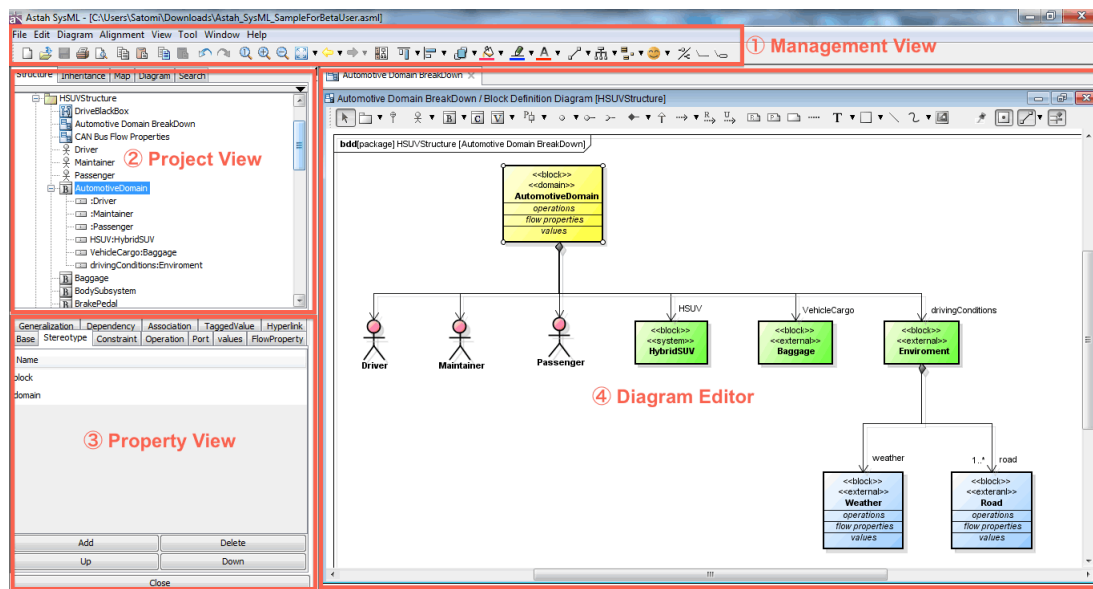 Astah SysML - [C:\Users\Satomi\Downloads\Astah_SysML_SampleForBetaUser.asml]
File Edit Diagram Alignment View Tool Window Help
① Management View
Structure Inheritance Map Diagram Search
HSUVStructure
DriveBlackBox
Automotive Domain BreakDown
CAN Bus Flow Properties
Driver
Maintainer
Passenger
AutomotiveDomain
:Driver
:Maintainer
:Passenger
HSUV:HybridSUV
VehicleCargo:Baggage
drivingConditions:Enviroment
Baggage
BodySubsystem
BrakePedal
② Project View
Generalization Dependency Association TaggedValue Hyperlink
Base Stereotype Constraint Operation Port values FlowProperty
Name
block
domain
③ Property View
Add Delete
Up Down
Close
Automotive Domain BreakDown
Automotive Domain BreakDown / Block Definition Diagram [HSUVStructure]
bdd[package] HSUVStructure [Automotive Domain BreakDown]
<<block>>
<<domain>>
AutomotiveDomain
operations
flow properties
values
HSUV
VehicleCargo
drivingConditions
Driver
Maintainer
Passenger
<<block>>
<<system>>
HybridSUV
<<block>>
<<external>>
Baggage
<<block>>
<<external>>
Enviroment
④ Diagram Editor
weather
1..* road
<<block>>
<<external>>
Weather
operations
flow properties
values
<<block>>
<<exteranl>>
Road
operations
flow properties
values